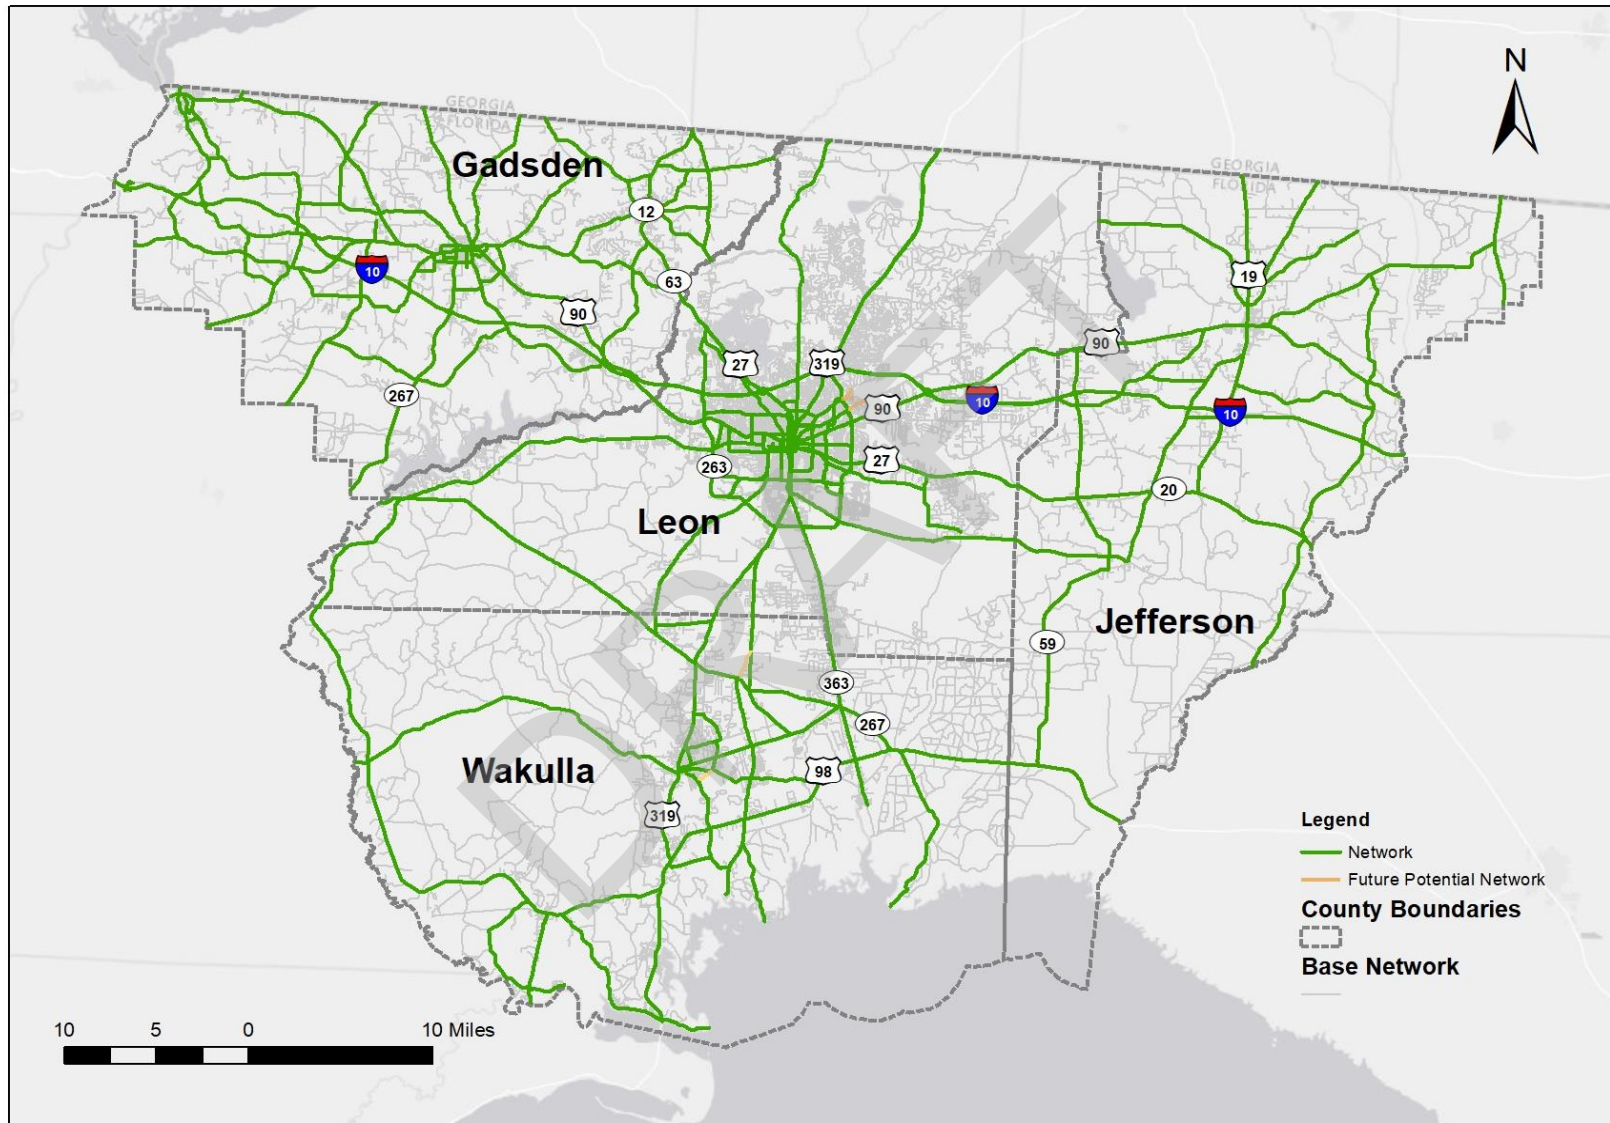 N
GEORGIA
FLORIDA
GEORGIA
FLORIDA
Gadsden
12
10
63
19
90
90
27
319
267
90
10
10
263
27
20
Leon
DRAFT
Jefferson
59
363
267
Wakulla
98
319
Legend
Network
Future Potential Network
County Boundaries
Base Network
10 5 0 10 Miles